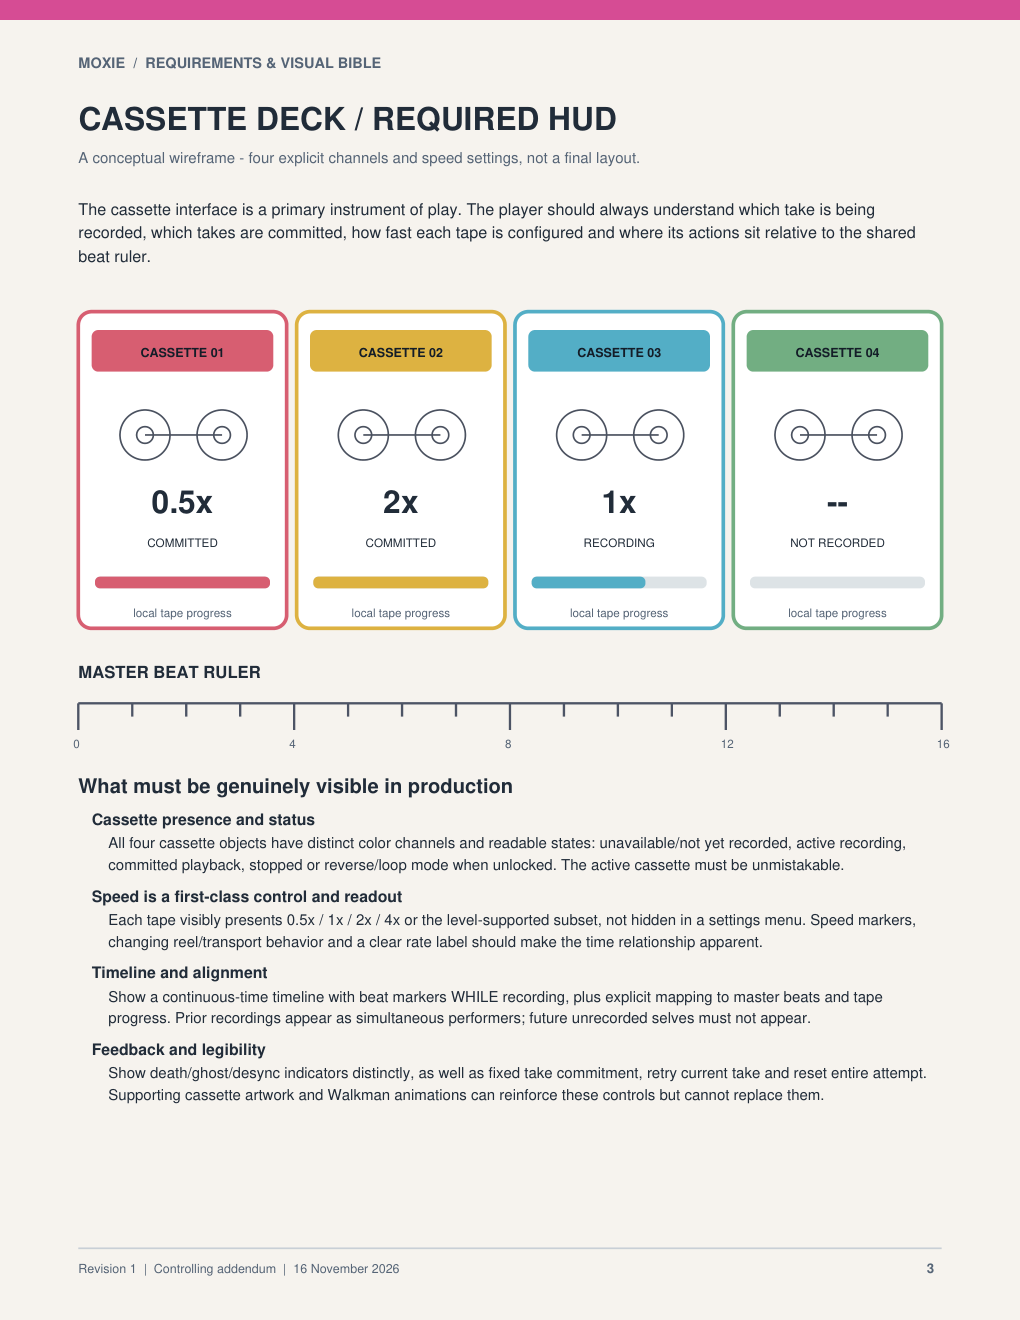 MOXIE / REQUIREMENTS & VISUAL BIBLE
CASSETTE DECK / REQUIRED HUD
A conceptual wireframe - four explicit channels and speed settings, not a final layout.
The cassette interface is a primary instrument of play. The player should always understand which take is being
recorded, which takes are committed, how fast each tape is configured and where its actions sit relative to the shared
beat ruler.
CASSETTE 01
0.5x
COMMITTED
local tape progress
CASSETTE 02
2x
COMMITTED
local tape progress
CASSETTE 03
1x
RECORDING
local tape progress
CASSETTE 04
--
NOT RECORDED
local tape progress
MASTER BEAT RULER
0 4 8 12 16
What must be genuinely visible in production
Cassette presence and status
All four cassette objects have distinct color channels and readable states: unavailable/not yet recorded, active recording,
committed playback, stopped or reverse/loop mode when unlocked. The active cassette must be unmistakable.
Speed is a first-class control and readout
Each tape visibly presents 0.5x / 1x / 2x / 4x or the level-supported subset, not hidden in a settings menu. Speed markers,
changing reel/transport behavior and a clear rate label should make the time relationship apparent.
Timeline and alignment
Show a continuous-time timeline with beat markers WHILE recording, plus explicit mapping to master beats and tape
progress. Prior recordings appear as simultaneous performers; future unrecorded selves must not appear.
Feedback and legibility
Show death/ghost/desync indicators distinctly, as well as fixed take commitment, retry current take and reset entire attempt.
Supporting cassette artwork and Walkman animations can reinforce these controls but cannot replace them.
Revision 1 | Controlling addendum | 16 November 2026
3